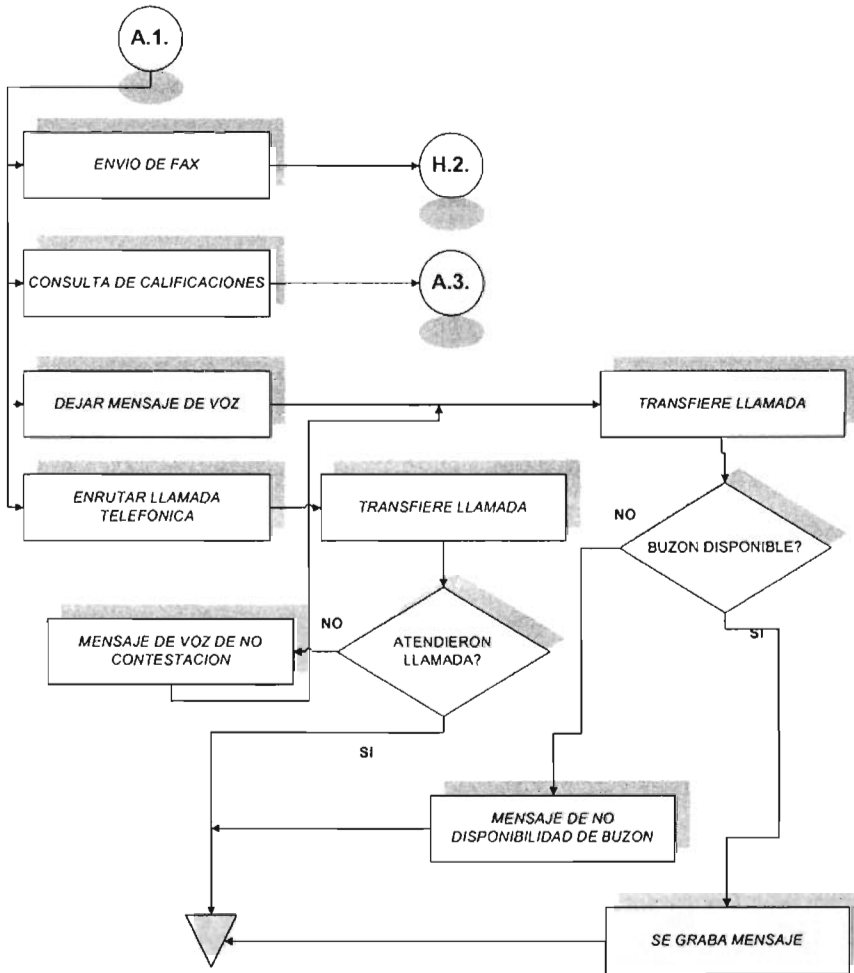 A.1.
ENVIO DE FAX
H.2.
CONSULTA DE CALIFICACIONES
A.3.
DEJAR MENSAJE DE VOZ
TRANSFIERE LLAMADA
ENRUTAR LLAMADA
TELEFONICA
TRANSFIERE LLAMADA
NO
BUZON DISPONIBLE?
MENSAJE DE VOZ DE NO
CONTESTACION
NO
ATENDIERON
LLAMADA?
SI
SI
MENSAJE DE NO
DISPONIBILIDAD DE BUZON
SE GRABA MENSAJE